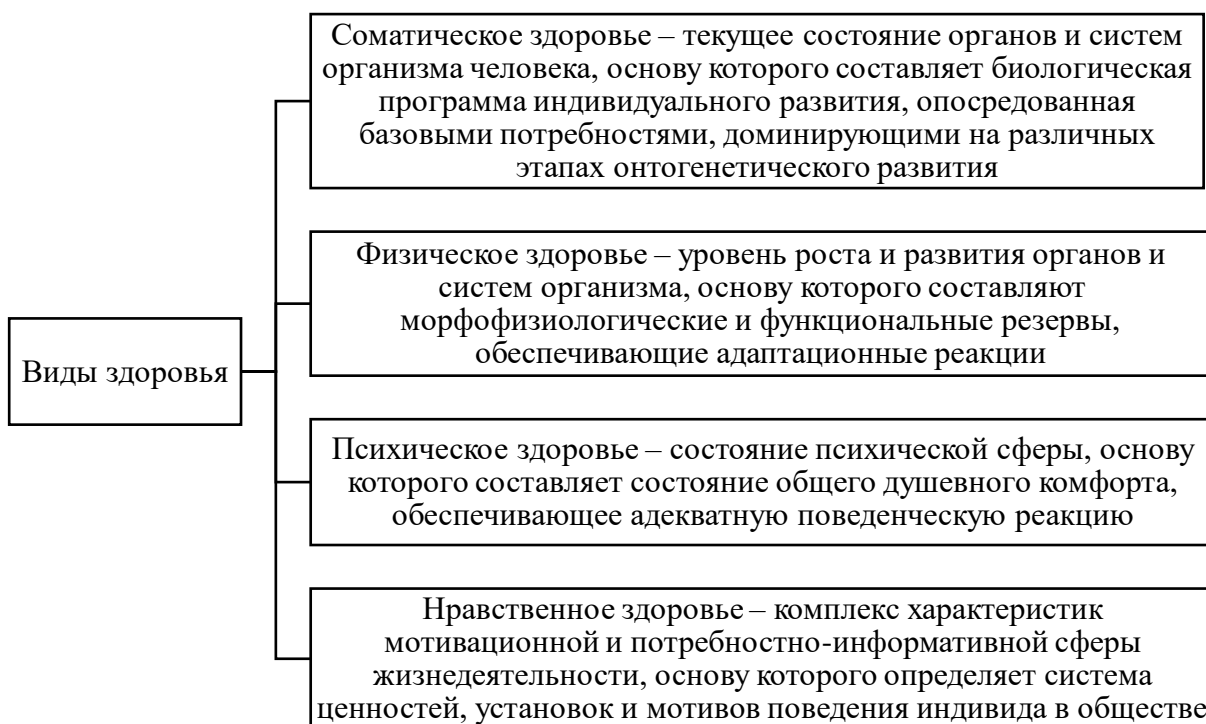 Соматическое здоровье – текущее состояние органов и систем
организма человека, основу которого составляет биологическая
программа индивидуального развития, опосредованная
базовыми потребностями, доминирующими на различных
этапах онтогенетического развития
Физическое здоровье – уровень роста и развития органов и
систем организма, основу которого составляют
морфофизиологические и функциональные резервы,
обеспечивающие адаптационные реакции
Виды здоровья
Психическое здоровье – состояние психической сферы, основу
которого составляет состояние общего душевного комфорта,
обеспечивающее адекватную поведенческую реакцию
Нравственное здоровье – комплекс характеристик
мотивационной и потребностно-информативной сферы
жизнедеятельности, основу которого определяет система
ценностей, установок и мотивов поведения индивида в обществе